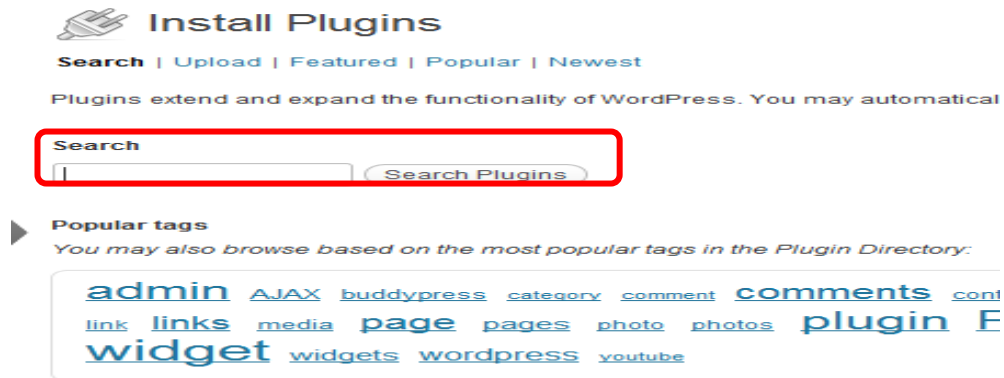 Install Plugins
Search | Upload | Featured | Popular | Newest
Plugins extend and expand the functionality of WordPress. You may
Search
Search Plugins
Popular tags
You may also browse based on the most popular tags in the Plugin Directory:
admin AJAX buddypress category comment comments
link links media page pages photo photos plugin
widget widgets wordpress youtube